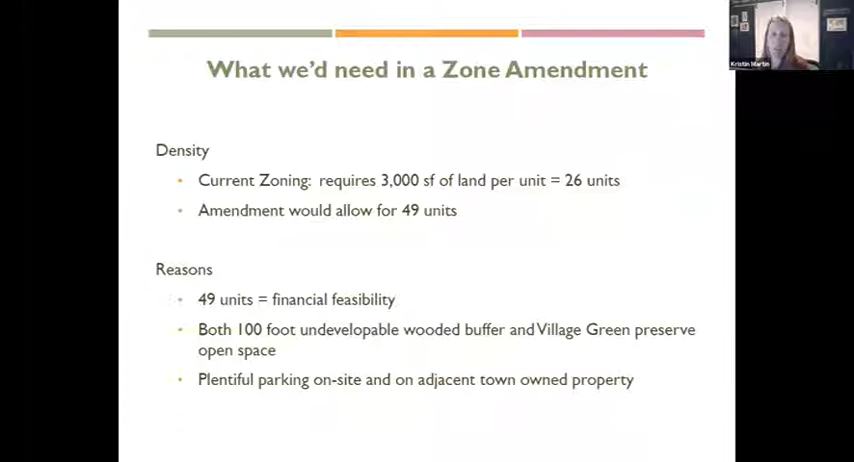 Kristin Martin
What we'd need in a Zone Amendment
Density
• Current Zoning: requires 3,000 sf of land per unit = 26 units
• Amendment would allow for 49 units
Reasons
• 49 units = financial feasibility
• Both 100 foot undevelopable wooded buffer and Village Green preserve
open space
• Plentiful parking on-site and on adjacent town owned property